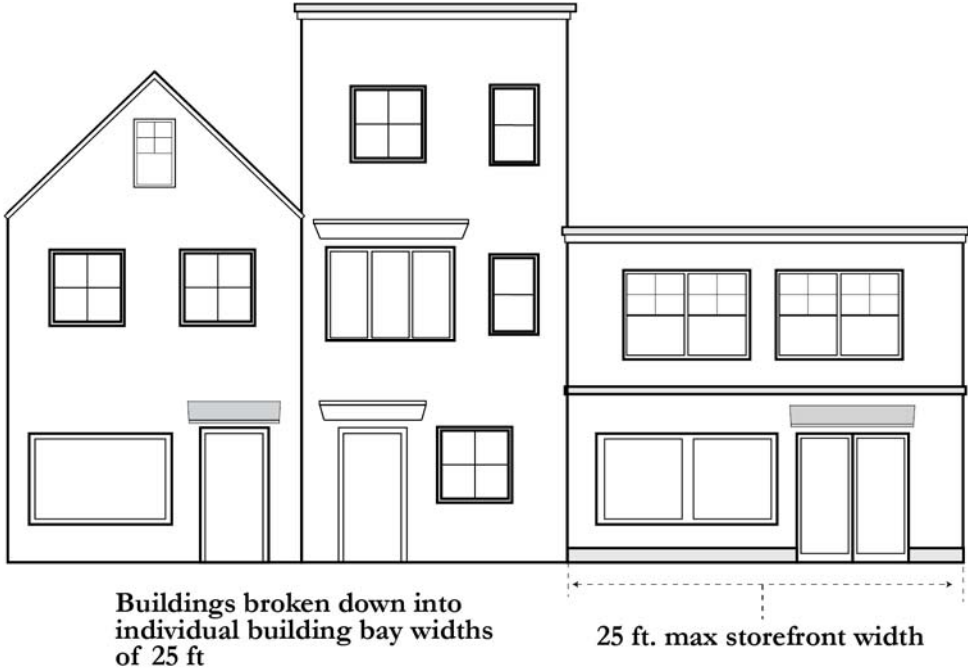 Buildings broken down into
individual building bay widths
of 25 ft
25 ft. max storefront width